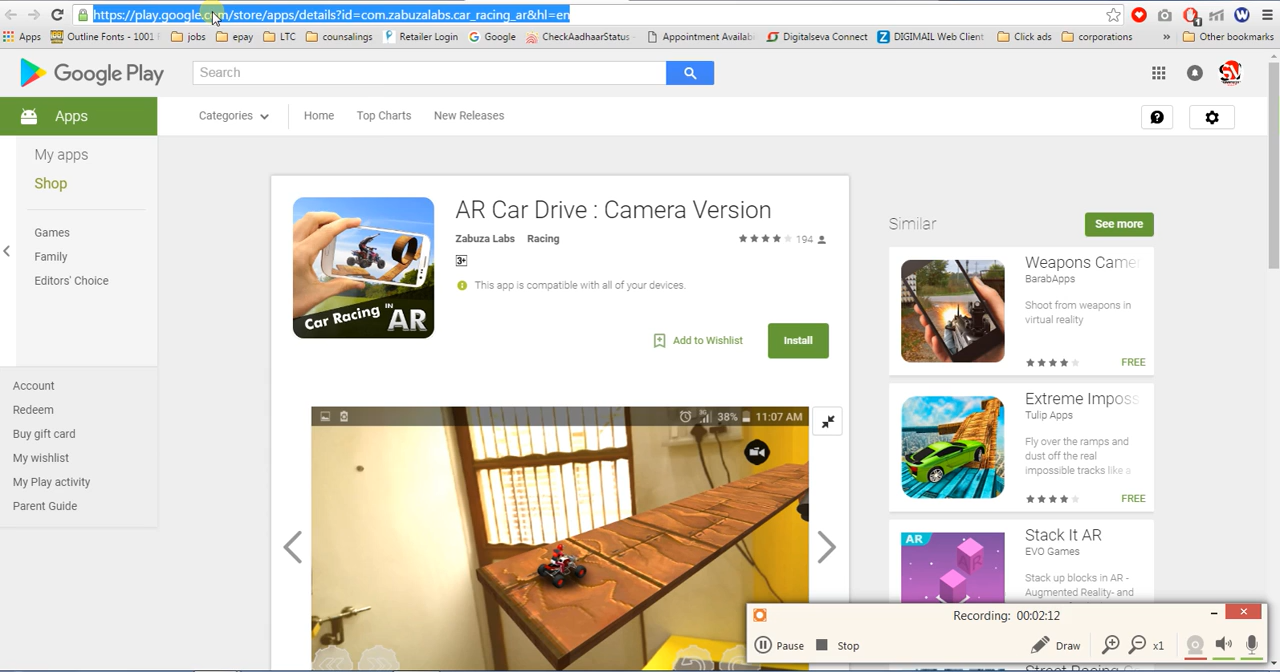 https://play.google.com/store/apps/details?id=com.zabuzalabs.car_racing_ar&hl=en
Apps
Outline Fonts - 1001
jobs
epay
LTC
counsalings
Retailer Login
Google
CheckAadhaarStatus
Appointment Availab
Digitalseva Connect
DIGIMAIL Web Client
Click ads
corporations
»
Other bookmarks
Google Play
Search
Apps
Categories
Home
Top Charts
New Releases
My apps
Shop
Games
Family
Editors' Choice
Account
Redeem
Buy gift card
My wishlist
My Play activity
Parent Guide
Car Racing IN AR
AR Car Drive : Camera Version
Zabuza Labs Racing
194
3+
This app is compatible with all of your devices.
Add to Wishlist
Install
38% 11:07 AM
Similar
See more
Weapons Came
BarabApps
Shoot from weapons in
virtual reality
FREE
Extreme Imposs
Tulip Apps
Fly over the ramps and
dust off the real
impossible tracks like a
FREE
AR
Stack It AR
EVO Games
Stack up blocks in AR -
Augmented Reality- and
Recording: 00:02:12
Pause
Stop
Draw
x1